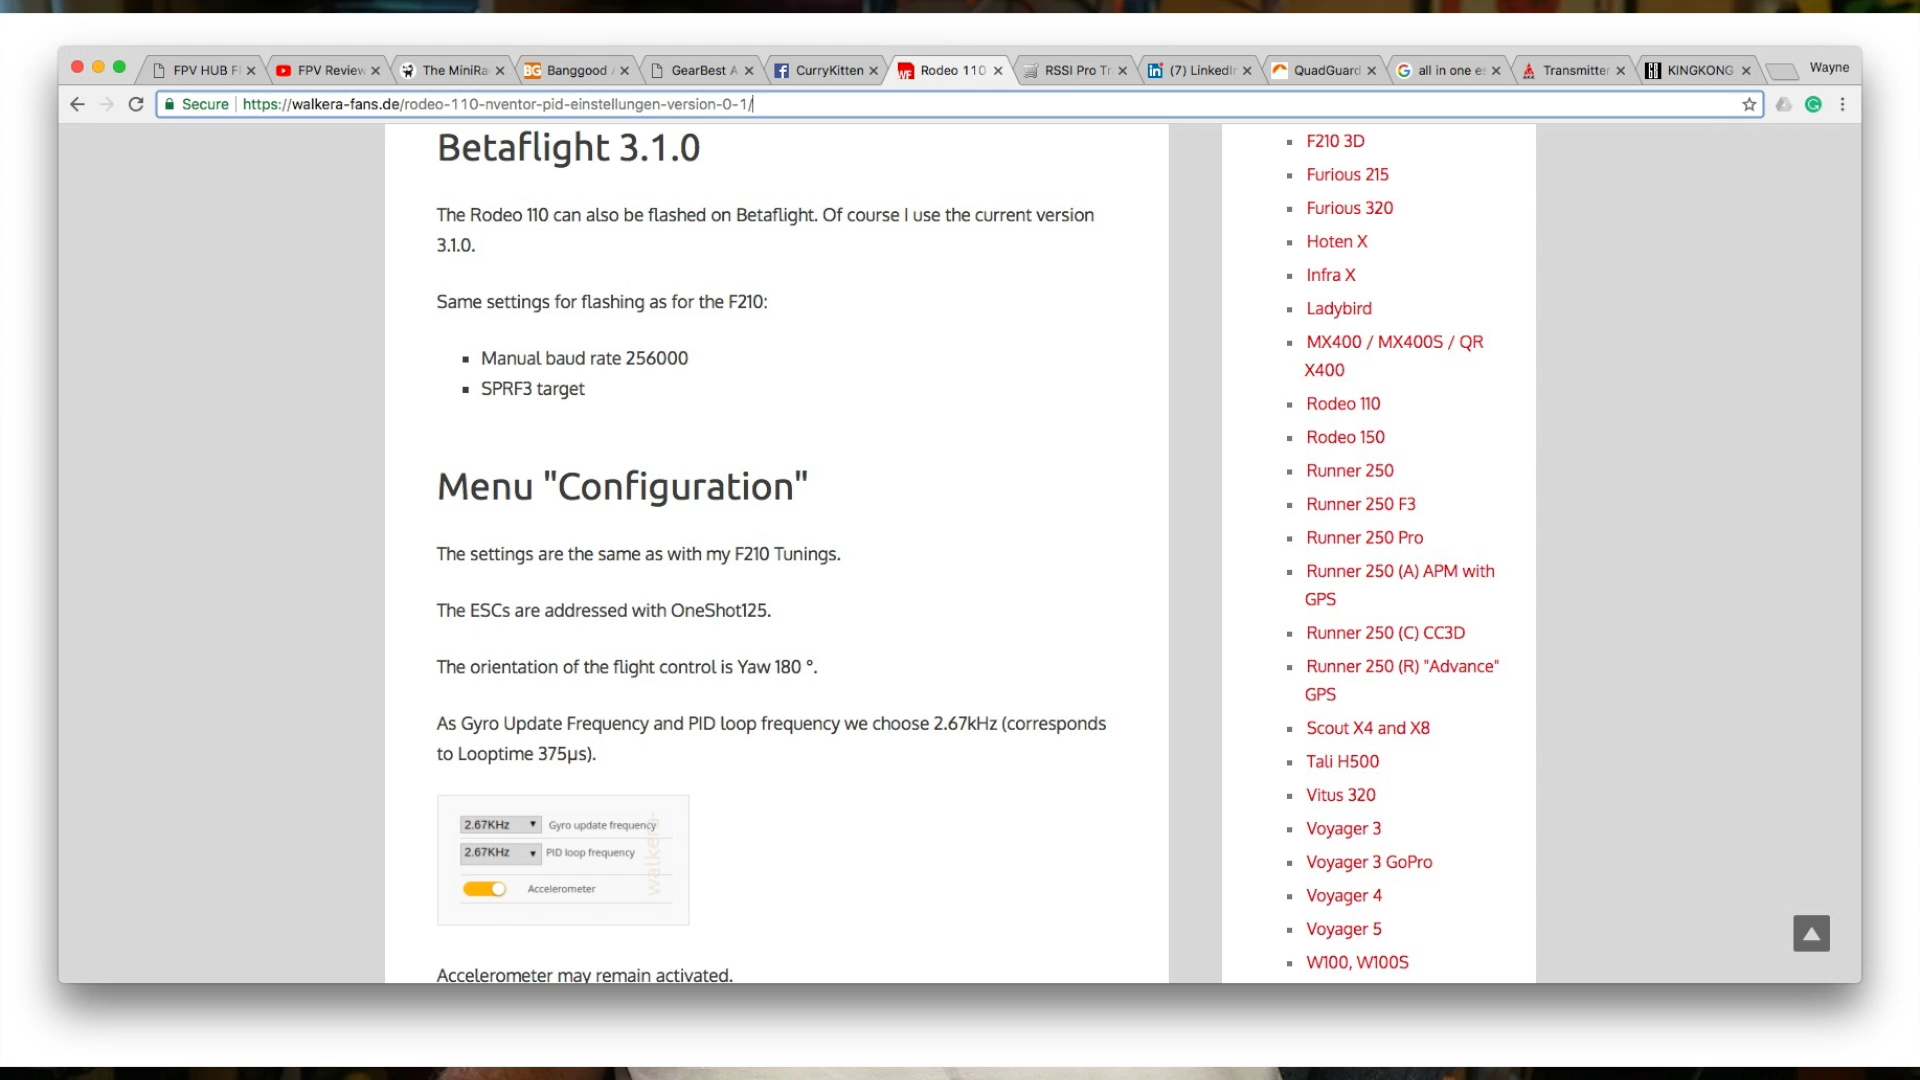 FPV HUB F
FPV Review
The MiniRa
BG Banggood
GearBest A
CurryKitten
Rodeo 110
RSSI Pro Tr
(7) LinkedIr
QuadGuard
all in one es
Transmitter
KINGKONG
Wayne
Secure https://walkera-fans.de/rodeo-110-nventor-pid-einstellungen-version-0-1/
Betaflight 3.1.0
The Rodeo 110 can also be flashed on Betaflight. Of course I use the current version
3.1.0.
Same settings for flashing as for the F210:
Manual baud rate 256000
SPRF3 target
Menu "Configuration"
The settings are the same as with my F210 Tunings.
The ESCs are addressed with OneShot125.
The orientation of the flight control is Yaw 180 °.
As Gyro Update Frequency and PID loop frequency we choose 2.67kHz (corresponds
to Looptime 375µs).
2.67KHz Gyro update frequency
2.67KHz PID loop frequency
Accelerometer
walkera-
Accelerometer may remain activated.
F210 3D
Furious 215
Furious 320
Hoten X
Infra X
Ladybird
MX400 / MX400S / QR
X400
Rodeo 110
Rodeo 150
Runner 250
Runner 250 F3
Runner 250 Pro
Runner 250 (A) APM with
GPS
Runner 250 (C) CC3D
Runner 250 (R) "Advance"
GPS
Scout X4 and X8
Tali H500
Vitus 320
Voyager 3
Voyager 3 GoPro
Voyager 4
Voyager 5
W100, W100S